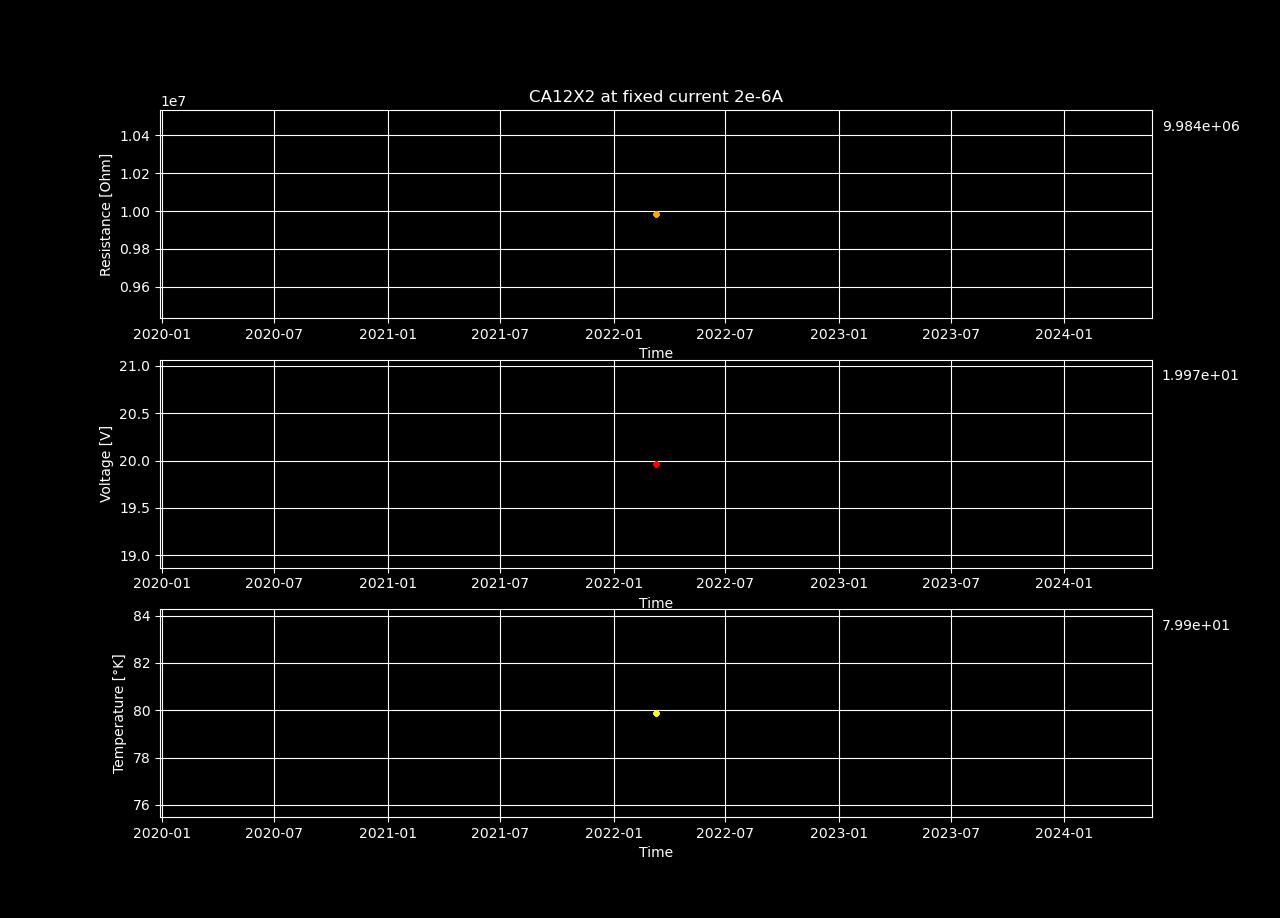 CA12X2 at fixed current 2e-6A
1e7
9.984e+06
1.04
1.02
1.00
0.98
0.96
Resistance [Ohm]
2020-01 2020-07 2021-01 2021-07 2022-01 2022-07 2023-01 2023-07 2024-01
Time
1.997e+01
21.0
20.5
20.0
19.5
19.0
Voltage [V]
2020-01 2020-07 2021-01 2021-07 2022-01 2022-07 2023-01 2023-07 2024-01
Time
7.99e+01
84
82
80
78
76
Temperature [°K]
2020-01 2020-07 2021-01 2021-07 2022-01 2022-07 2023-01 2023-07 2024-01
Time